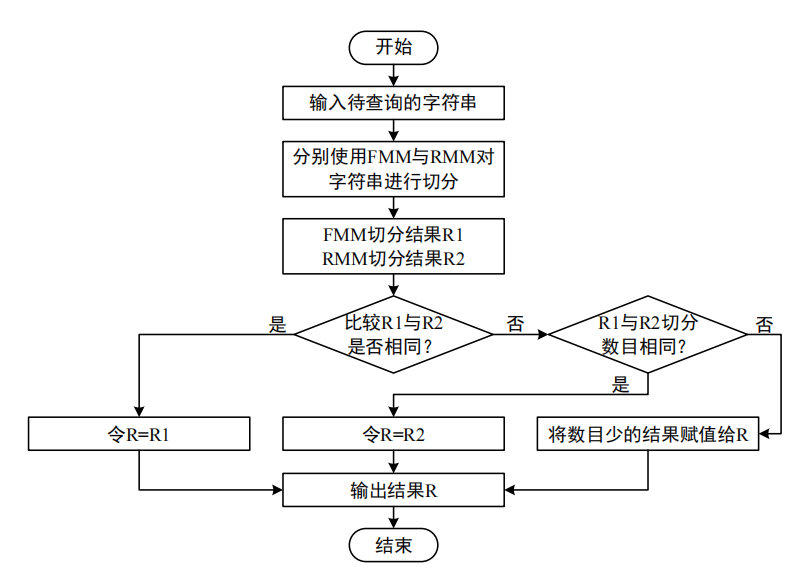 开始
输入待查询的字符串
分别使用FMM与RMM对
字符串进行切分
FMM切分结果R1
RMM切分结果R2
是
比较R1与R2
是否相同？
否
R1与R2切分
数目相同？
否
是
令R=R1
令R=R2
将数目少的结果赋值给R
输出结果R
结束